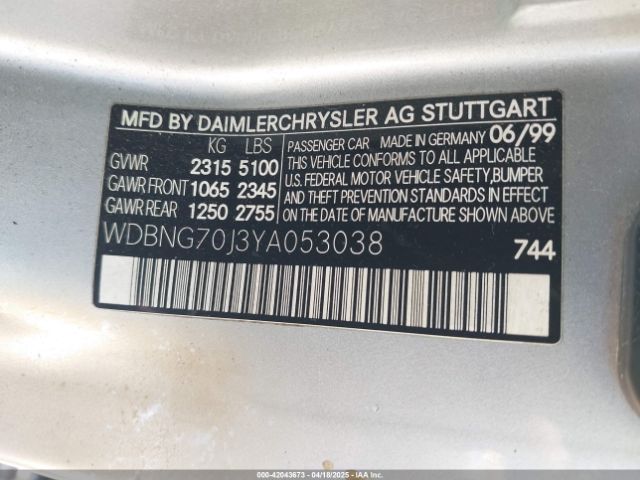 MFD BY DAIMLERCHRYSLER AG STUTTGART
KG LBS
GVWR 2315 5100
GAWR FRONT 1065 2345
GAWR REAR 1250 2755
PASSENGER CAR MADE IN GERMANY 06/99
THIS VEHICLE CONFORMS TO ALL APPLICABLE
U.S. FEDERAL MOTOR VEHICLE SAFETY,BUMPER
AND THEFT PREVENTION STANDARDS IN EFFECT
ON THE DATE OF MANUFACTURE SHOWN ABOVE
WDBNG70J3YA053038
744
000-42043673 | 04/18/2025 - IAA Inc.